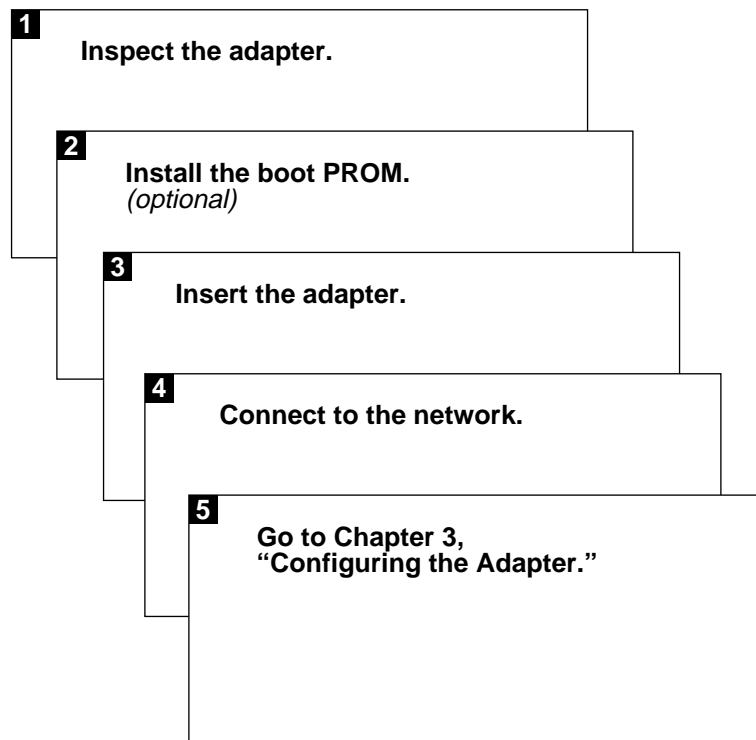 1
Inspect the adapter.
2
Install the boot PROM.
(optional)
3
Insert the adapter.
4
Connect to the network.
5
Go to Chapter 3,
“Configuring the Adapter.”